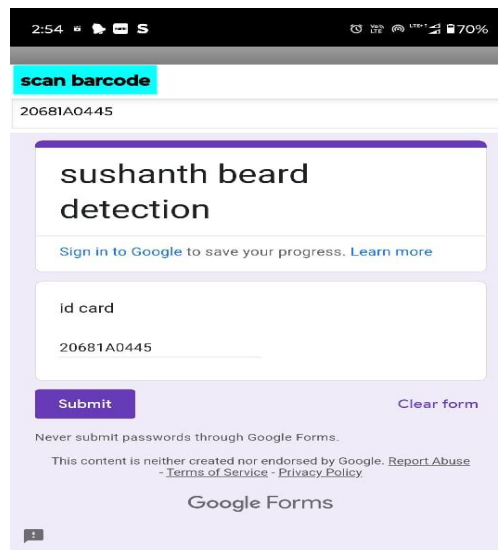 2:54 S 70%
scan barcode
20681A0445
sushanth beard
detection
Sign in to Google to save your progress. Learn more
id card
20681A0445
Submit Clear form
Never submit passwords through Google Forms.
This content is neither created nor endorsed by Google. Report Abuse
- Terms of Service - Privacy Policy
Google Forms